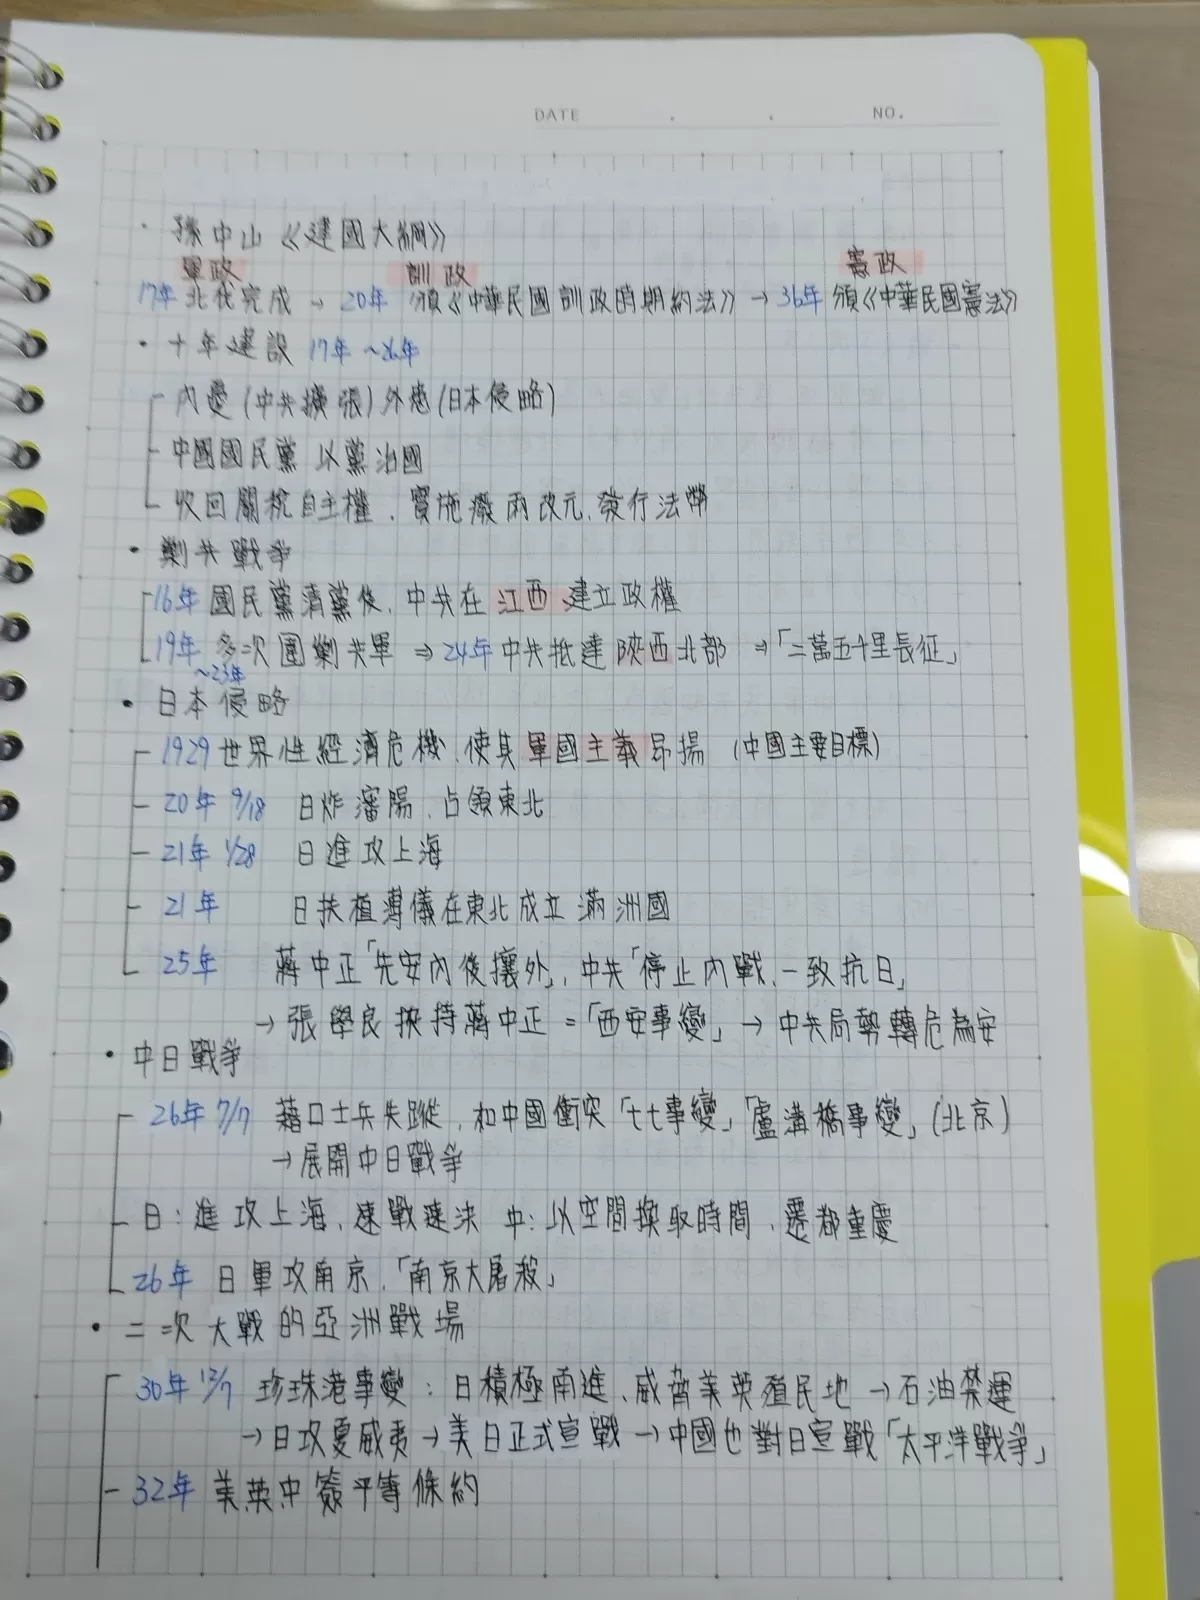 DATE . . NO.
· 孫中山《建國大綱》
軍政 訓政 憲政
17年 北伐完成 → 20年 頒《中華民國訓政時期約法》 → 36年 頒《中華民國憲法》
· 十年建設 17年 ~26年
內憂 (中共擴張) 外患 (日本侵略)
中國國民黨 以黨治國
收回關稅自主權、實施廢兩改元、發行法幣
· 剿共戰爭
16年 國民黨清黨後、中共在 江西 建立政權
19年 多次圍剿共軍 ⇒ 24年 中共抵達 陝西北部 ⇒「二萬五千里長征」
~23年
· 日本侵略
1929 世界性經濟危機、使其軍國主義昂揚 (中國主要目標)
20年 9/18 日炸瀋陽、占領東北
21年 1/28 日進攻上海
21年 日扶植溥儀在東北成立滿洲國
25年 蔣中正「先安內後攘外」，中共「停止內戰、一致抗日」
→ 張學良挾持蔣中正 =「西安事變」→ 中共局勢轉危為安
· 中日戰爭
26年 7/7 藉口士兵失蹤，和中國衝突「七七事變」「盧溝橋事變」(北京)
→ 展開中日戰爭
日：進攻上海、速戰速決 中：以空間換取時間、遷都重慶
26年 日軍攻南京、「南京大屠殺」
· 二次大戰的亞洲戰場
30年 12/7 珍珠港事變：日積極南進、威脅美英殖民地 → 石油禁運
→ 日攻夏威夷 → 美日正式宣戰 → 中國也對日宣戰「太平洋戰爭」
32年 美英中簽平等條約